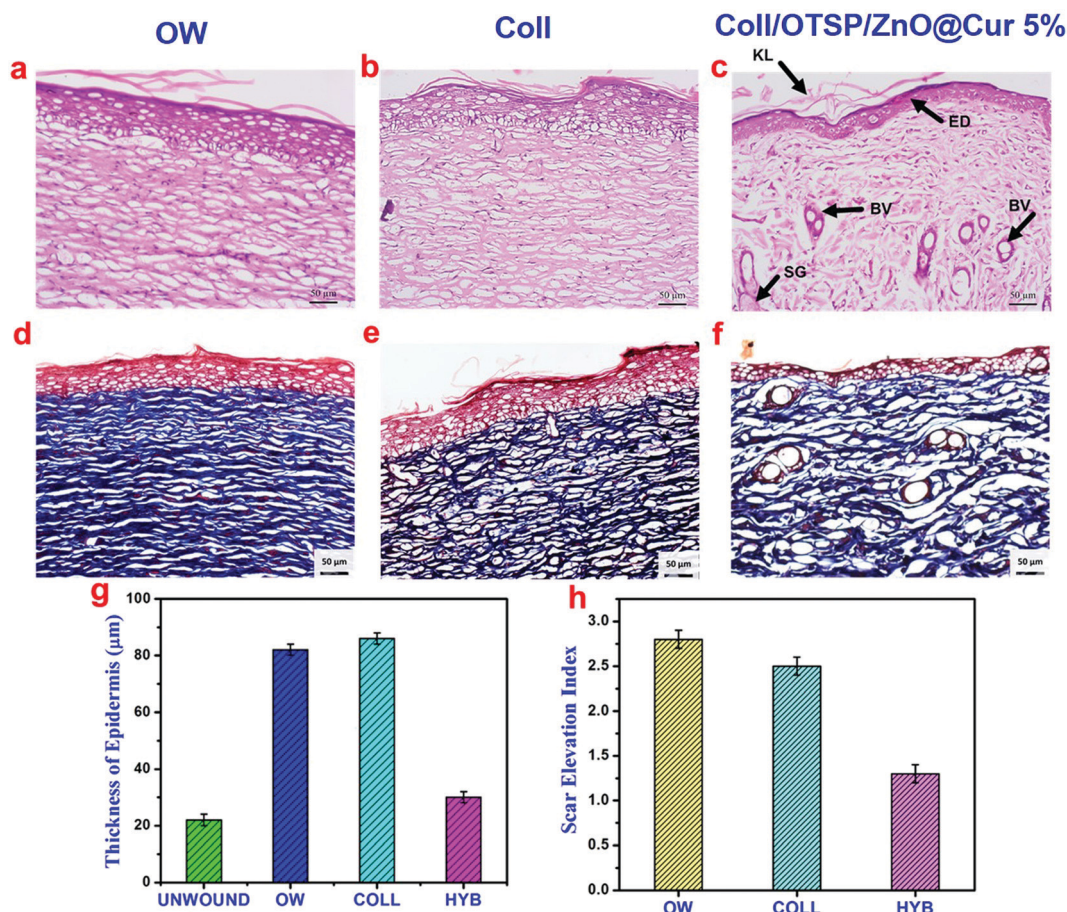 OW
Coll
Coll/OTSP/ZnO@Cur 5%
a
b
c
KL
ED
BV
BV
SG
50 µm
50 µm
50 µm
d
e
f
50 µm
50 µm
50 µm
g
Thickness of Epidermis (µm)
100
80
60
40
20
0
UNWOUND
OW
COLL
HYB
h
Scar Elevation Index
3.0
2.5
2.0
1.5
1.0
0.5
0.0
OW
COLL
HYB